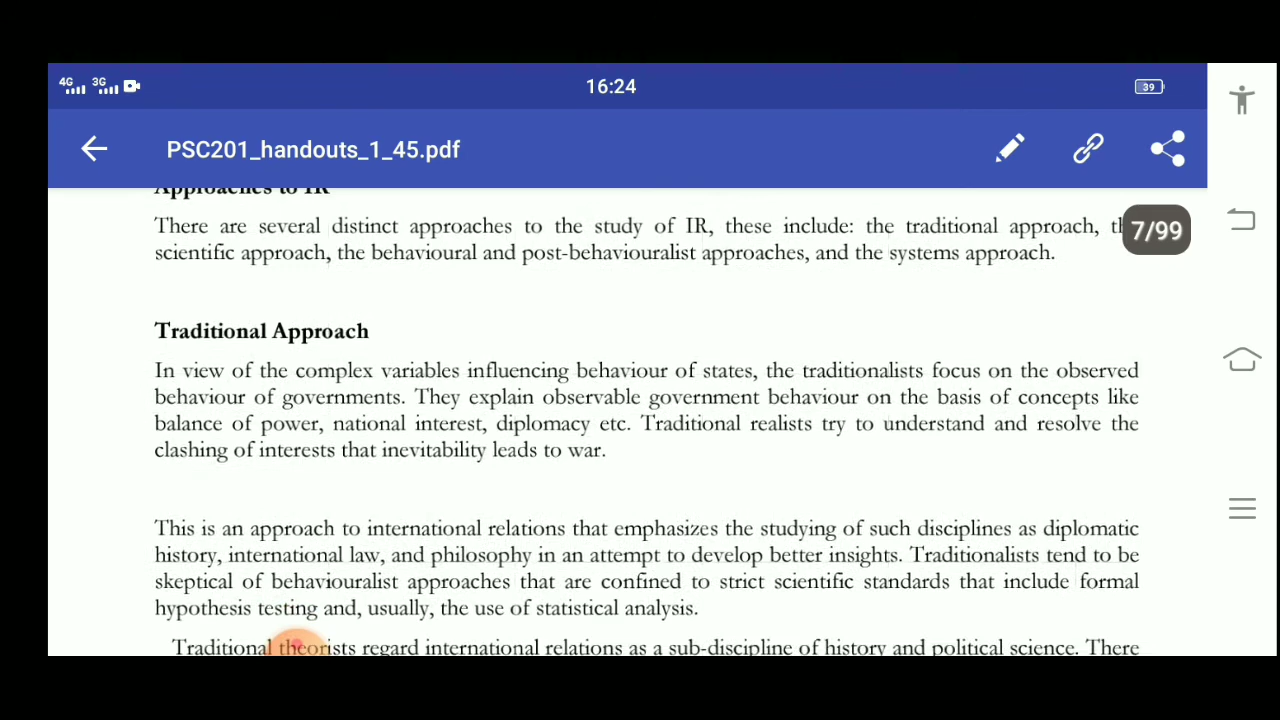 4G 3G 16:24 39
PSC201_handouts_1_45.pdf
Approaches to IR
There are several distinct approaches to the study of IR, these include: the traditional approach, th
7/99
scientific approach, the behavioural and post-behaviouralist approaches, and the systems approach.
Traditional Approach
In view of the complex variables influencing behaviour of states, the traditionalists focus on the observed
behaviour of governments. They explain observable government behaviour on the basis of concepts like
balance of power, national interest, diplomacy etc. Traditional realists try to understand and resolve the
clashing of interests that inevitability leads to war.
This is an approach to international relations that emphasizes the studying of such disciplines as diplomatic
history, international law, and philosophy in an attempt to develop better insights. Traditionalists tend to be
skeptical of behaviouralist approaches that are confined to strict scientific standards that include formal
hypothesis testing and, usually, the use of statistical analysis.
Traditional theorists regard international relations as a sub-discipline of history and political science. There